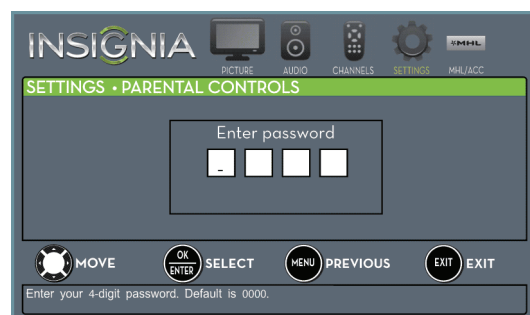 INSIGNIA
PICTURE AUDIO CHANNELS SETTINGS MHL/ACC
MHL
SETTINGS • PARENTAL CONTROLS
Enter password
-
MOVE OK ENTER SELECT MENU PREVIOUS EXIT EXIT
Enter your 4-digit password. Default is 0000.